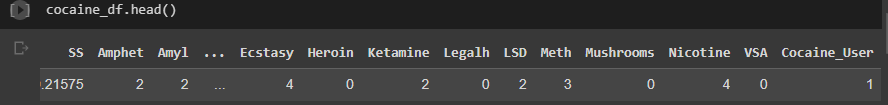 cocaine_df.head()
SS Amphet Amyl ... Ecstasy Heroin Ketamine Legalh LSD Meth Mushrooms Nicotine VSA Cocaine_User
.21575 2 2 ... 4 0 2 0 2 3 0 4 0 1